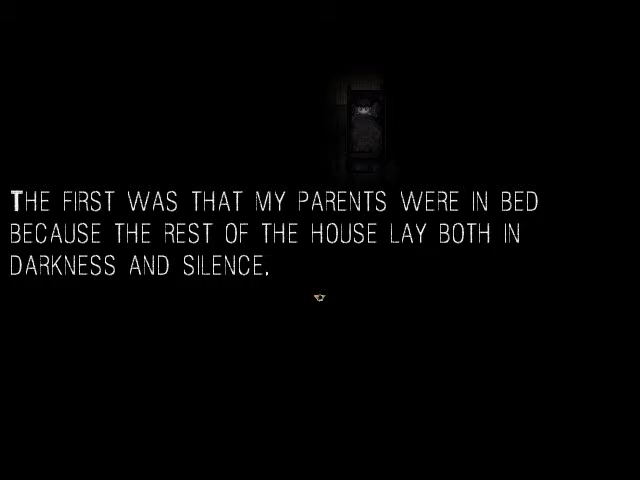 THE FIRST WAS THAT MY PARENTS WERE IN BED
BECAUSE THE REST OF THE HOUSE LAY BOTH IN
DARKNESS AND SILENCE.